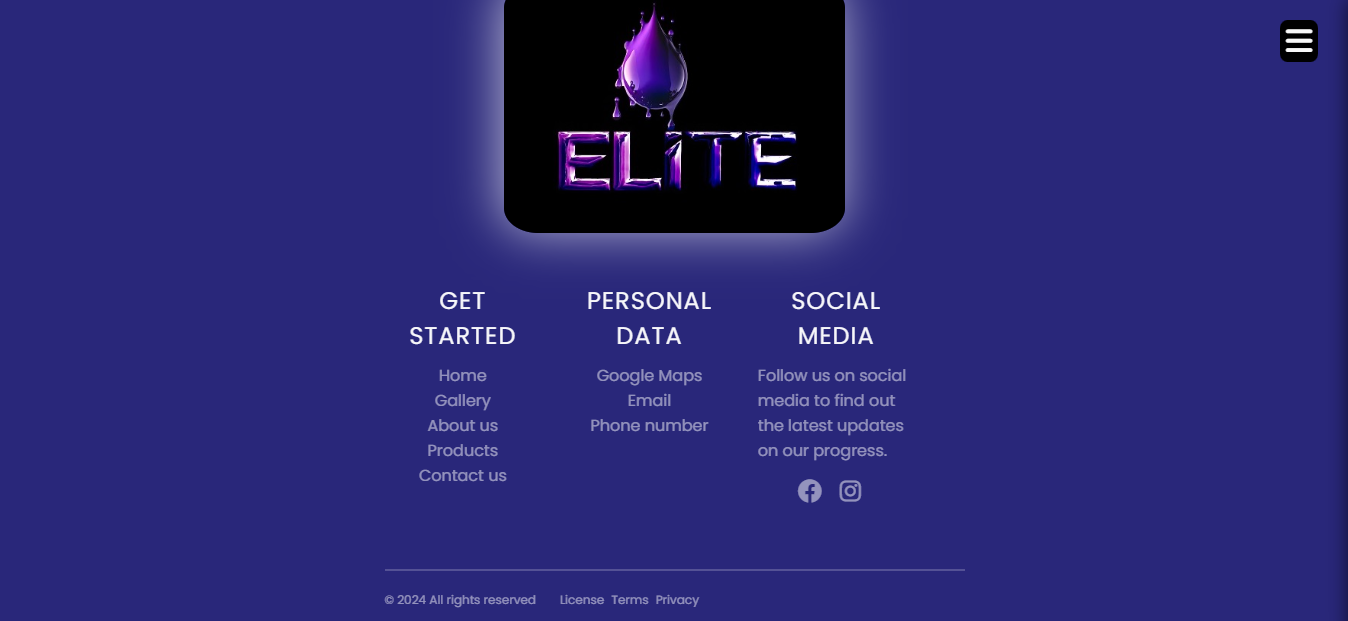 ELITE
GET
STARTED
Home
Gallery
About us
Products
Contact us
PERSONAL
DATA
Google Maps
Email
Phone number
SOCIAL
MEDIA
Follow us on social
media to find out
the latest updates
on our progress.
© 2024 All rights reserved License Terms Privacy